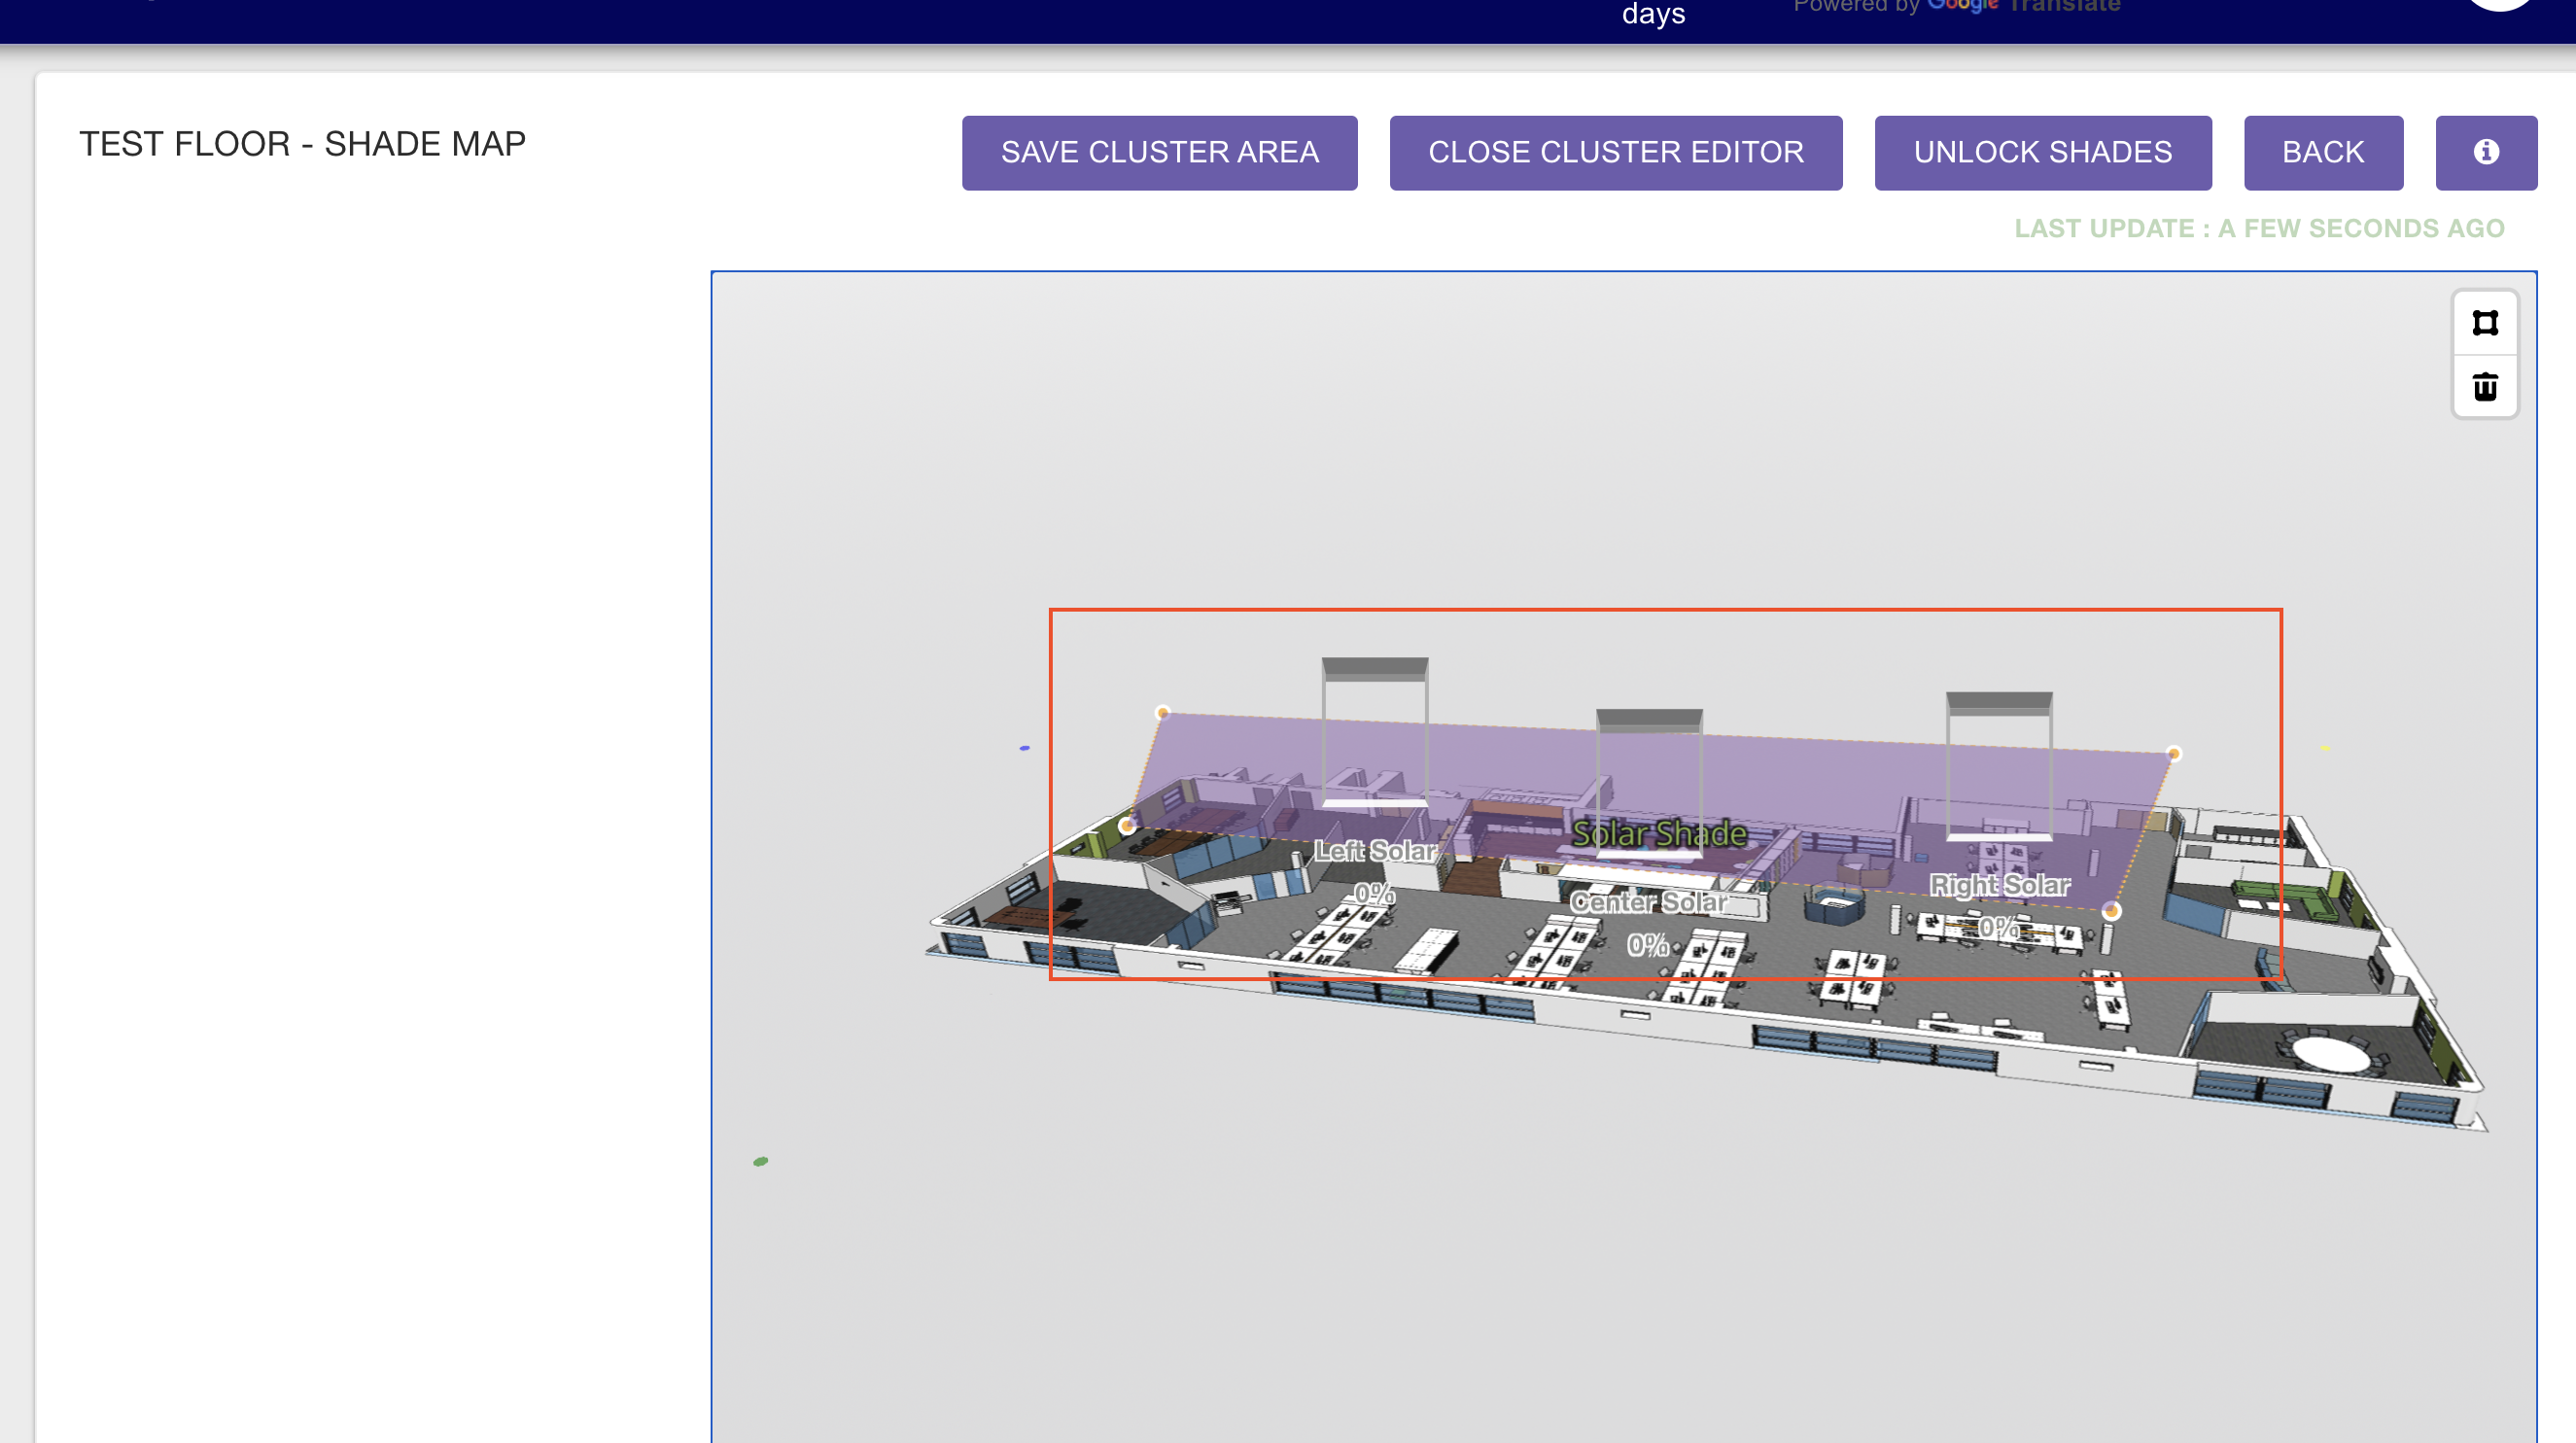 days
Powered by Google Translate
TEST FLOOR - SHADE MAP
SAVE CLUSTER AREA
CLOSE CLUSTER EDITOR
UNLOCK SHADES
BACK
LAST UPDATE : A FEW SECONDS AGO
Solar Shade
Left Solar
0%
Center Solar
0%
Right Solar
0%